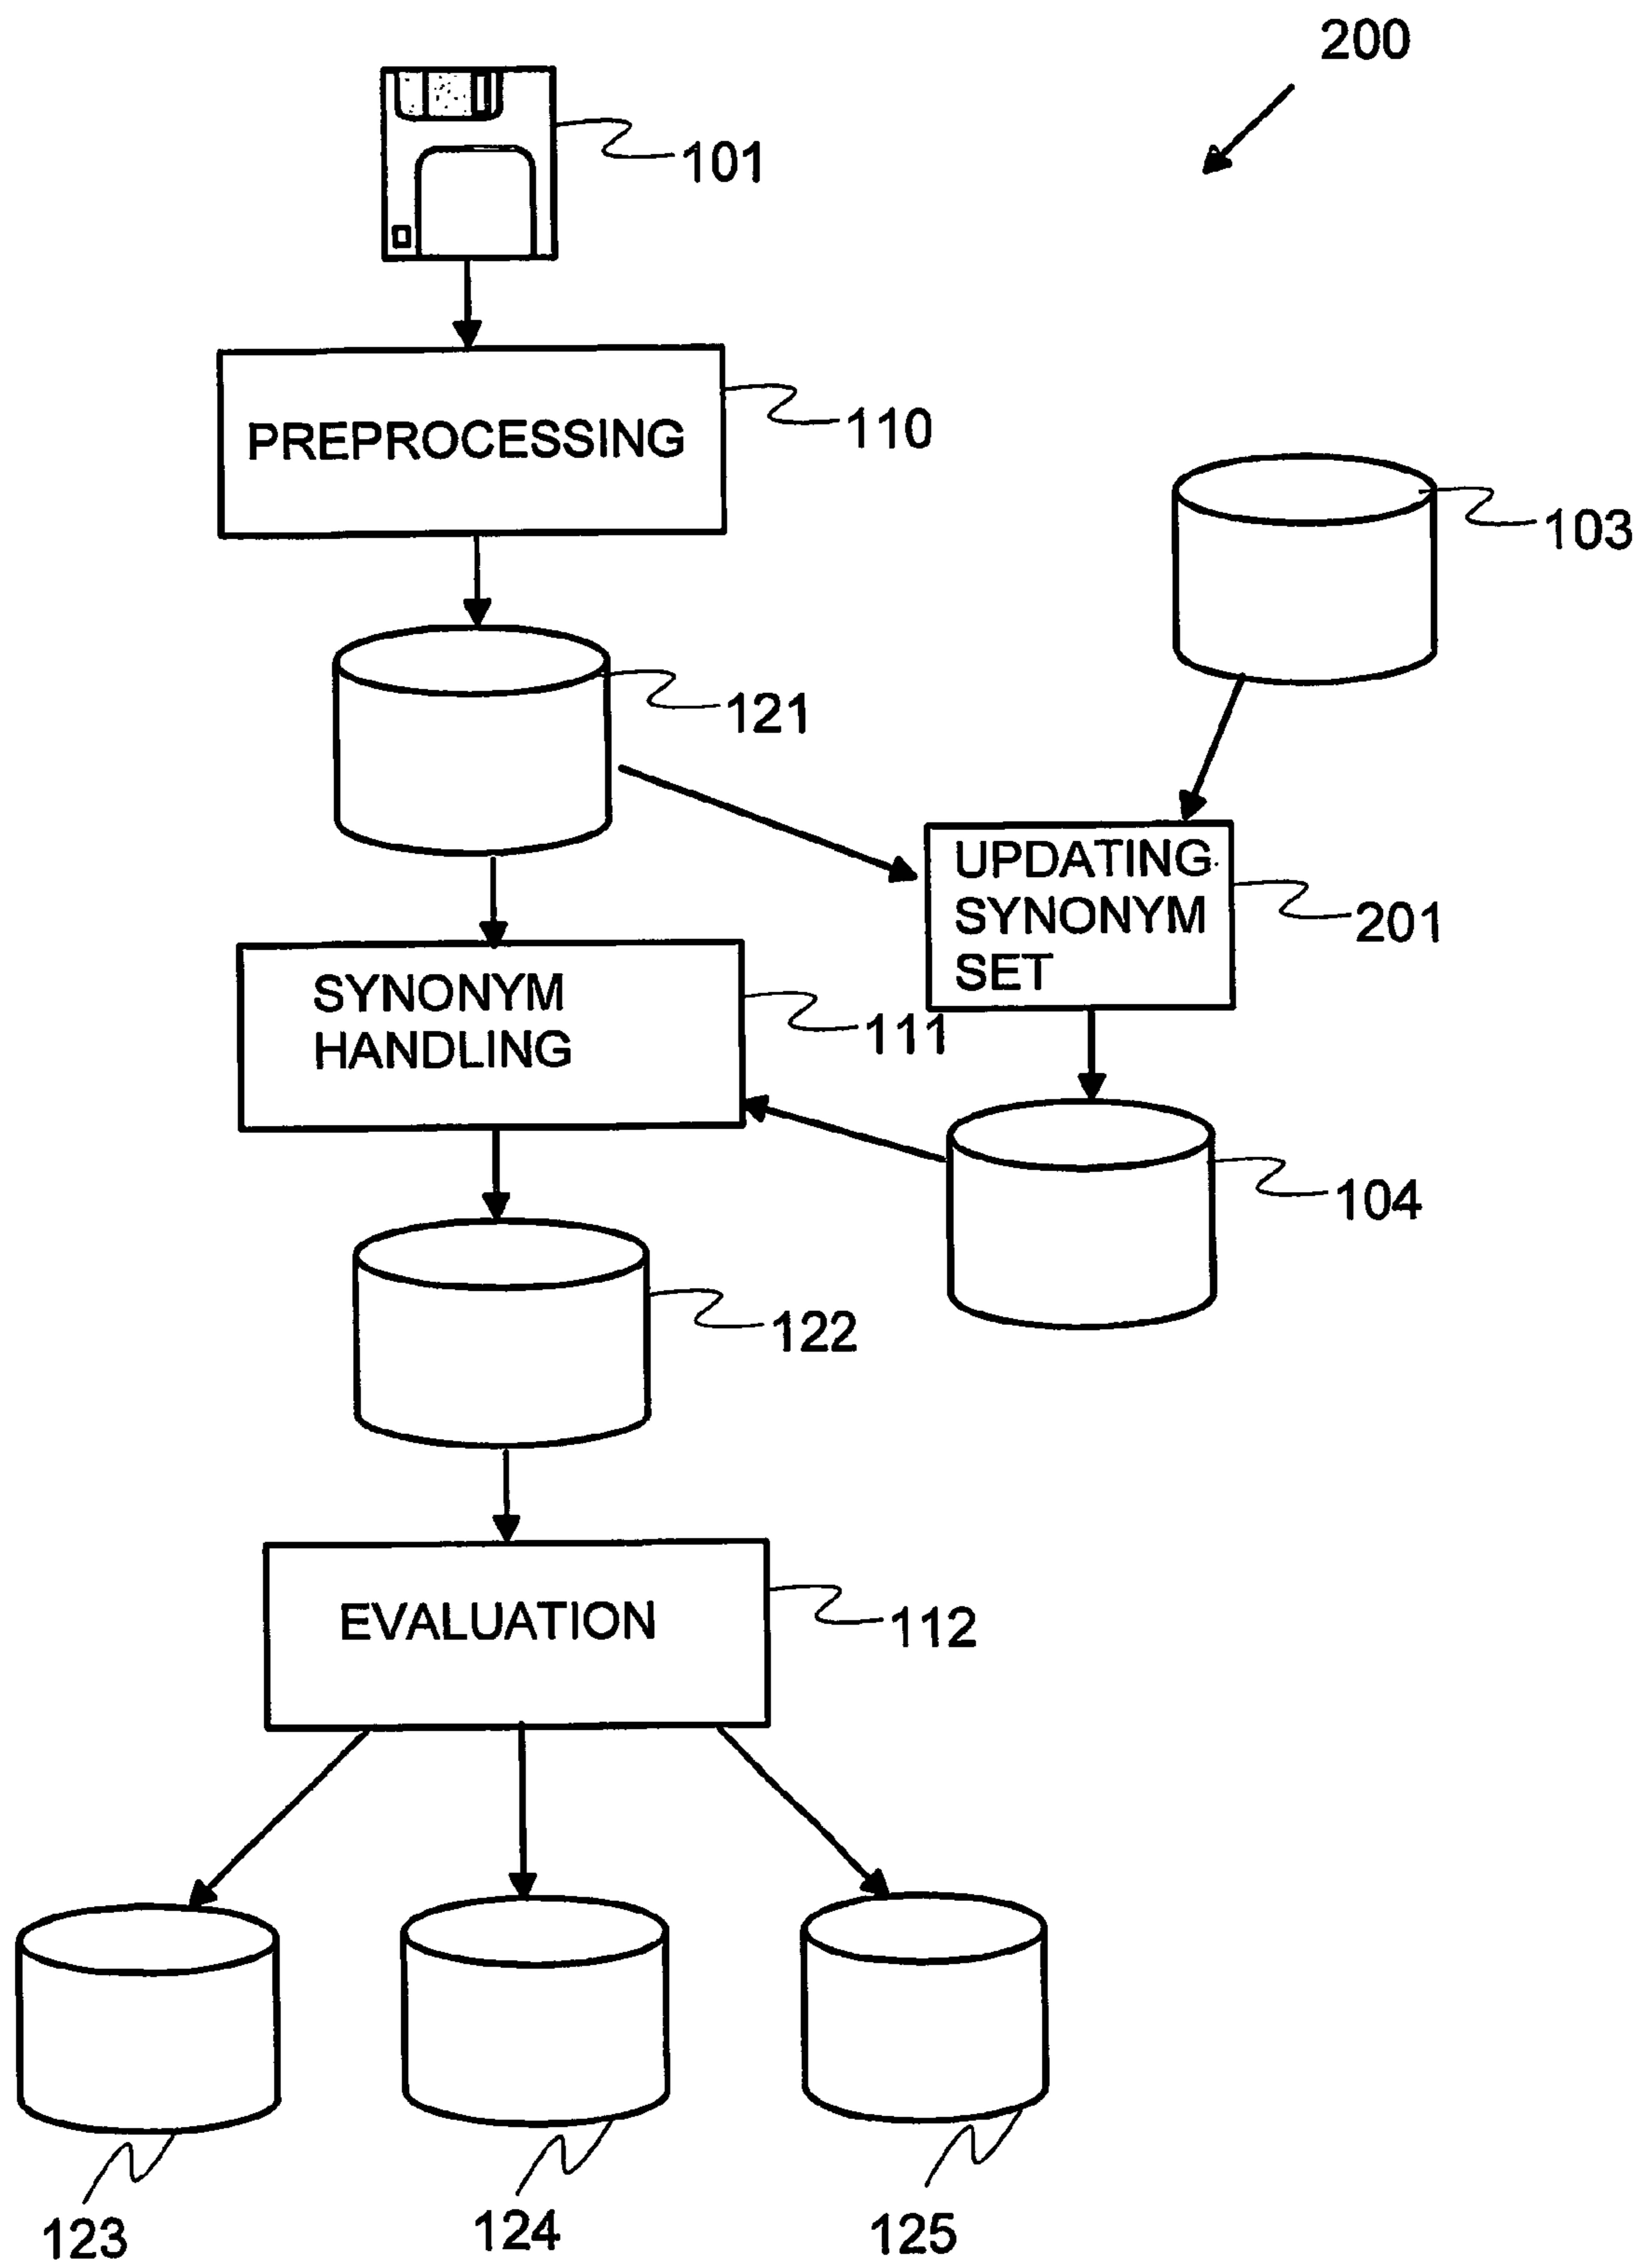 200
101
PREPROCESSING
110
103
121
UPDATING
SYNONYM
SET
201
SYNONYM
HANDLING
111
104
122
EVALUATION
112
123
124
125